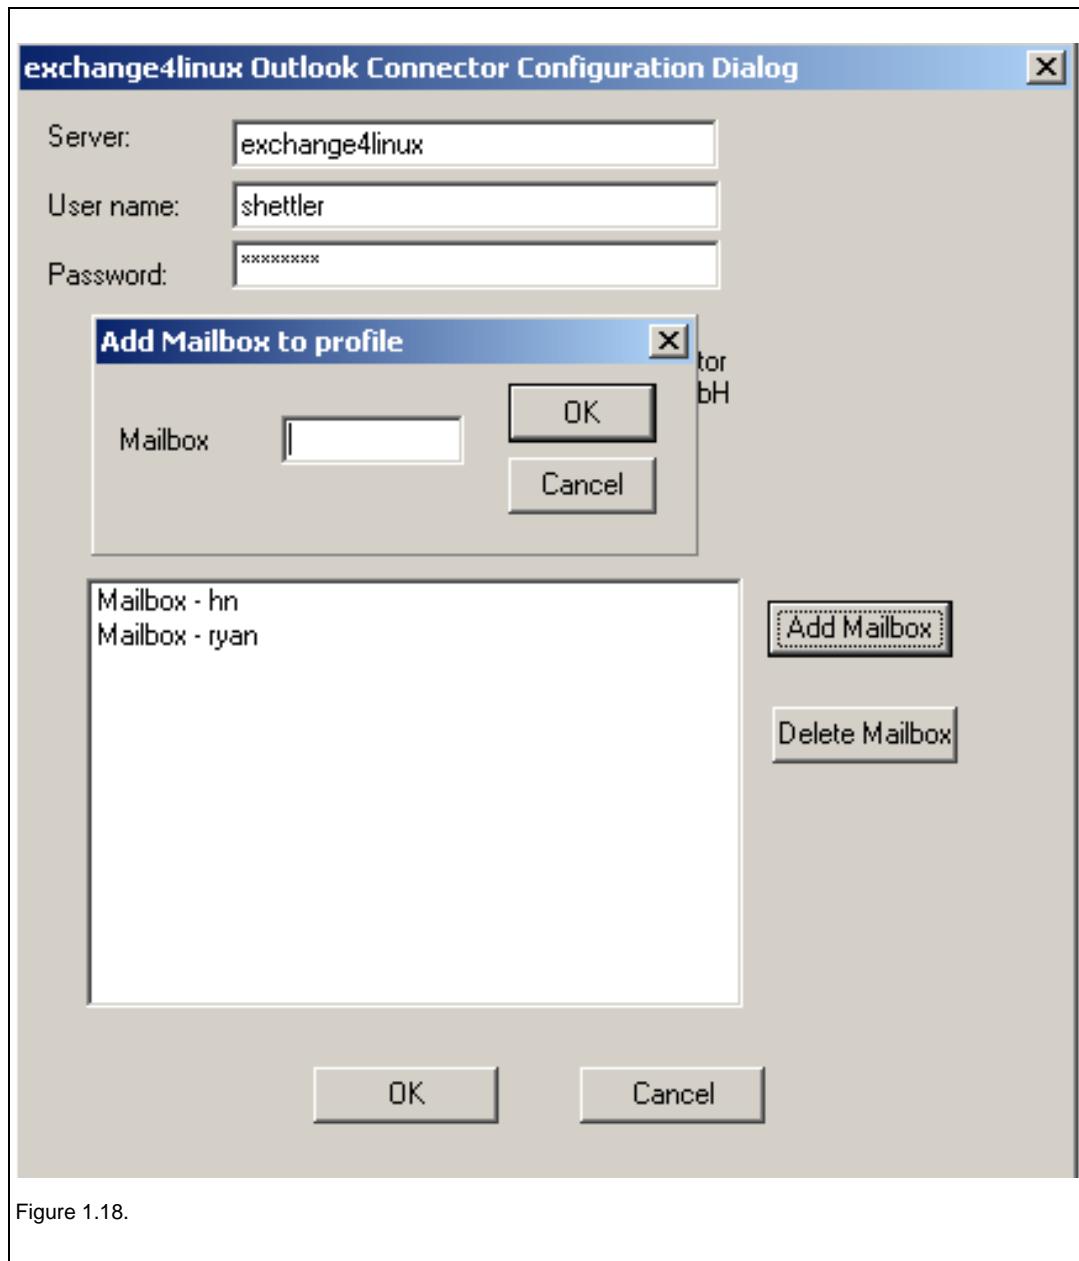 exchange4linux Outlook Connector Configuration Dialog
Server:
exchange4linux
User name:
shettler
Password:
xxxxxxxx
Add Mailbox to profile
tor
bH
Mailbox
OK
Cancel
Mailbox - hn
Mailbox - ryan
Add Mailbox
Delete Mailbox
OK
Cancel
Figure 1.18.